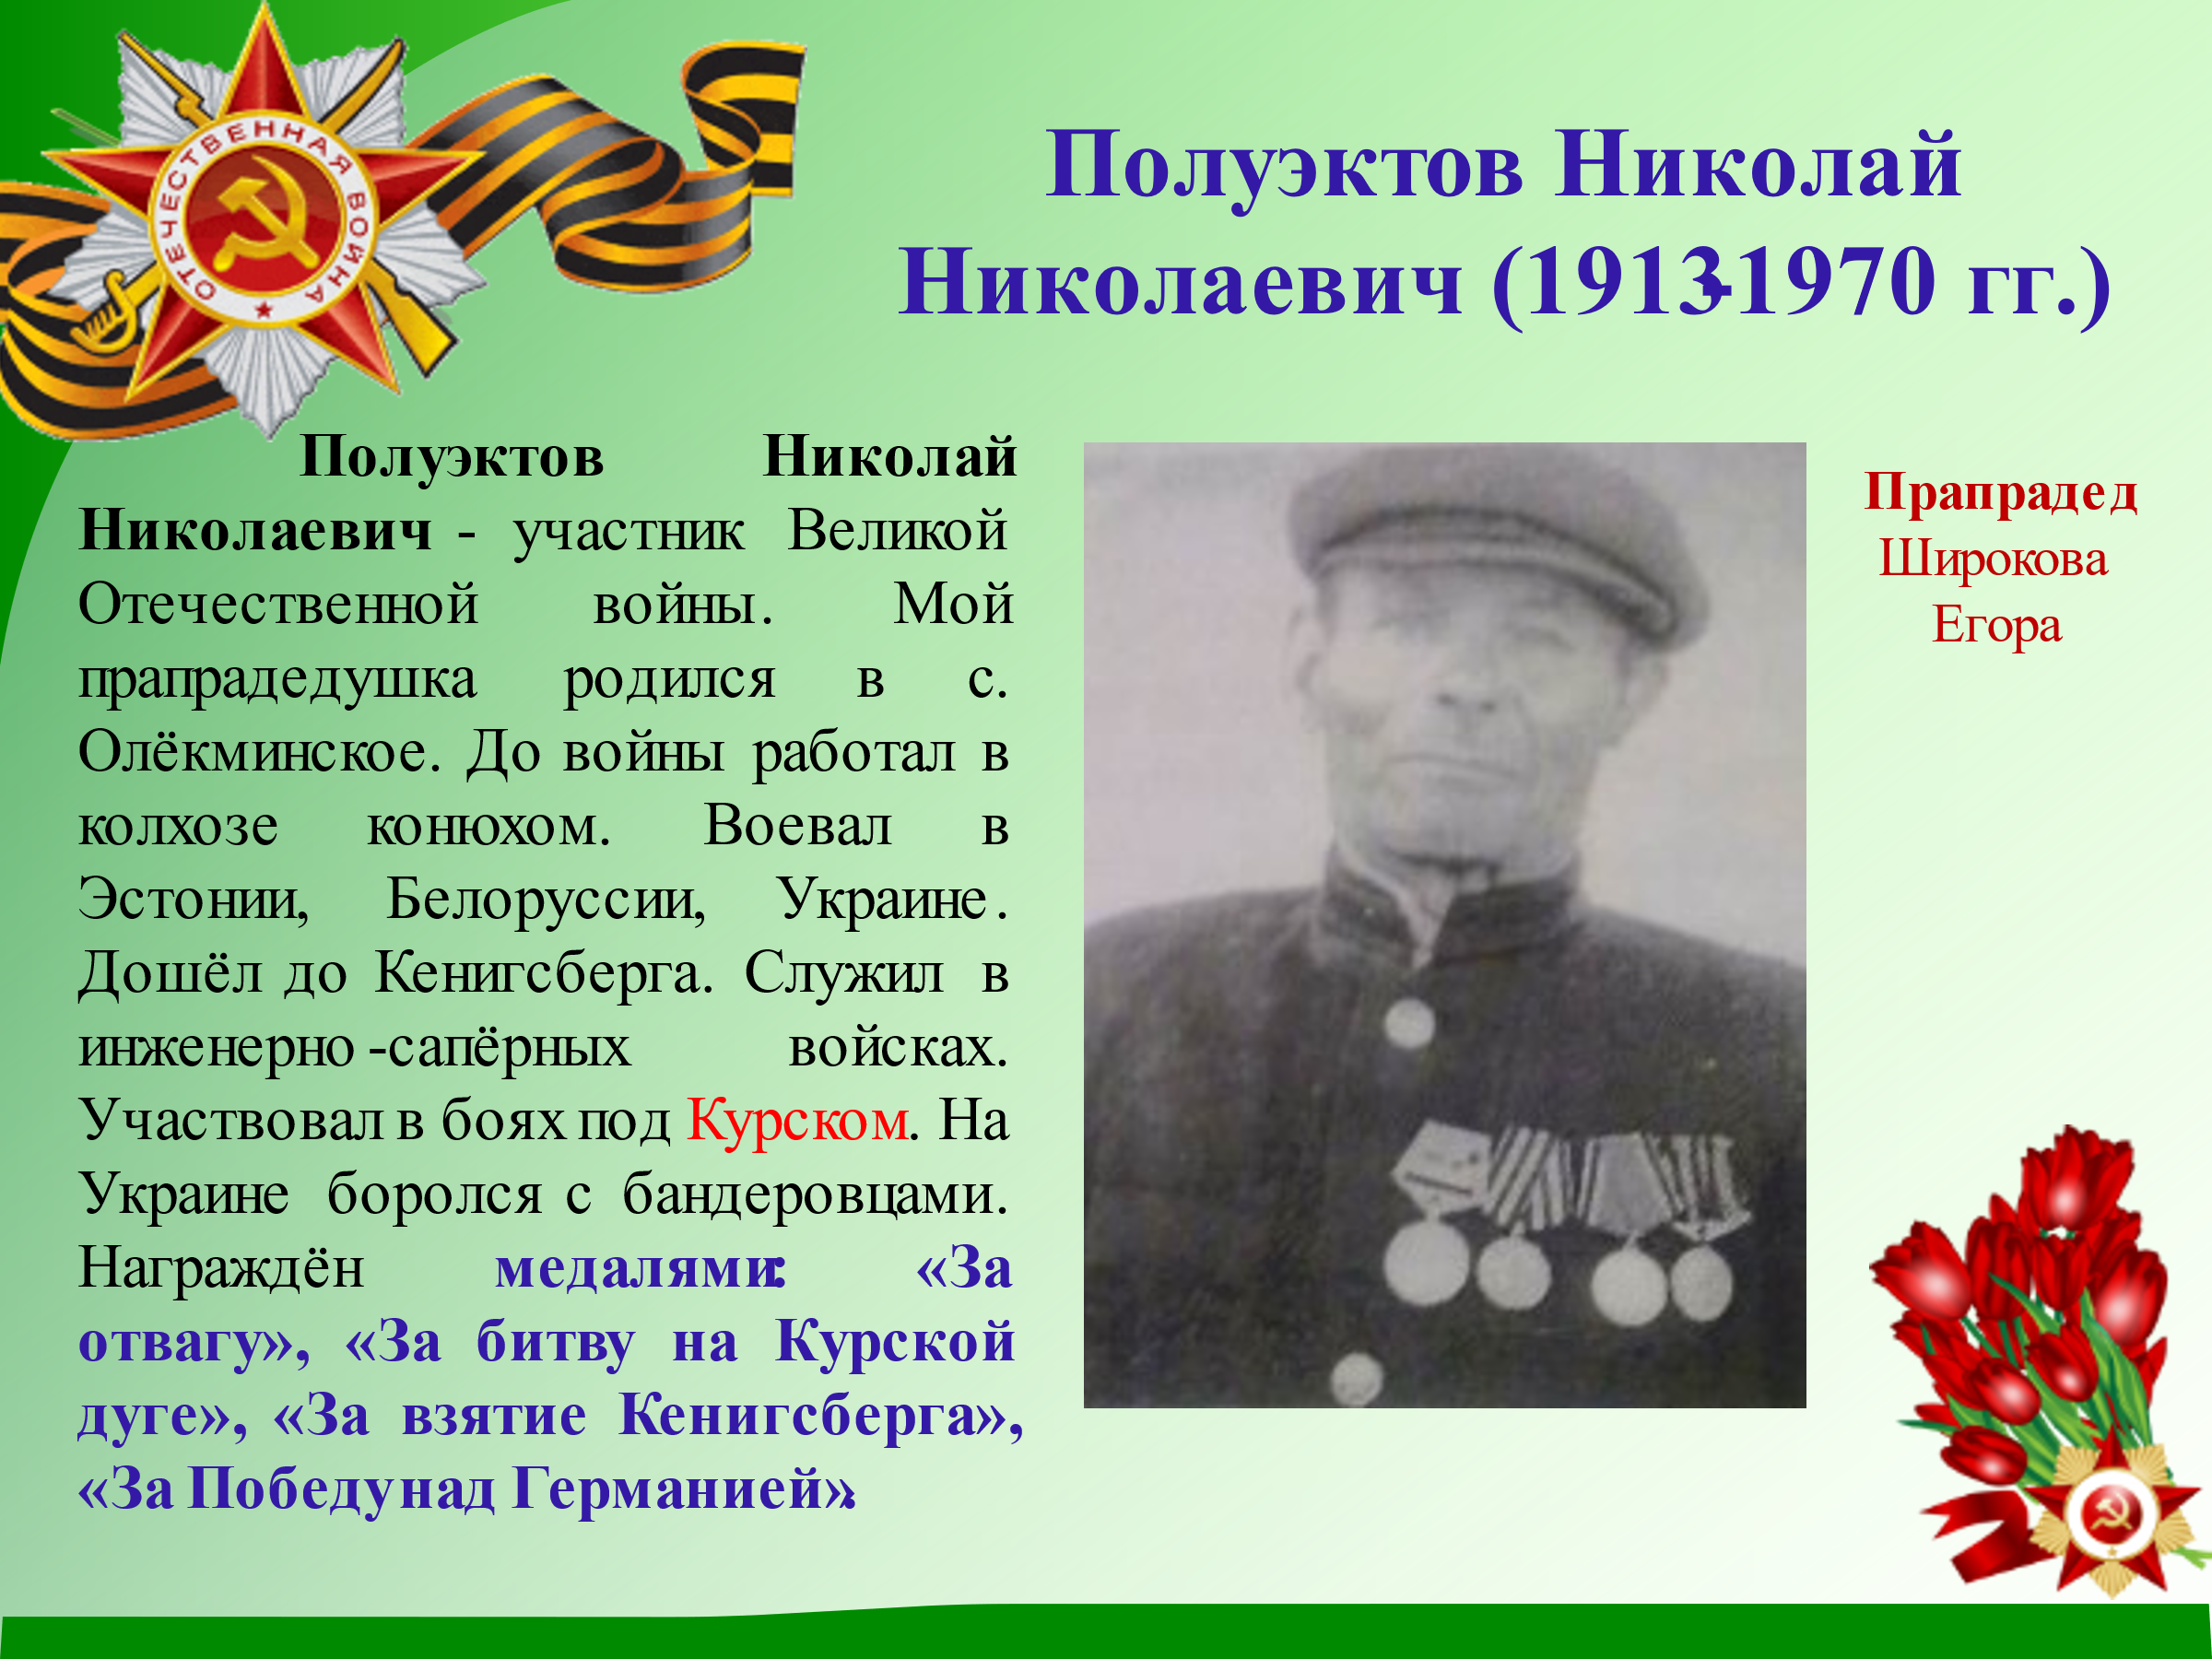 ОТЕЧЕСТВЕННАЯ ВОЙНА
Полуэктов Николай
Николаевич (1913-1970 гг.)
Полуэктов Николай
Николаевич - участник Великой
Отечественной войны. Мой
прапрадедушка родился в с.
Олёкминское. До войны работал в
колхозе конюхом. Воевал в
Эстонии, Белоруссии, Украине.
Дошёл до Кенигсберга. Служил в
инженерно-сапёрных войсках.
Участвовал в боях под Курском. На
Украине боролся с бандеровцами.
Награждён медалями: «За
отвагу», «За битву на Курской
дуге», «За взятие Кенигсберга»,
«За Победу над Германией».
Прапрадед
Широкова
Егора